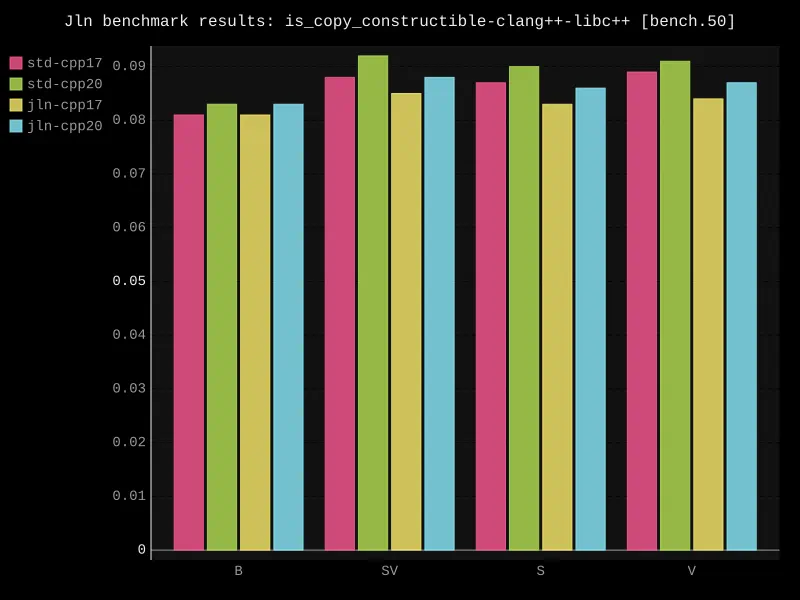 Jln benchmark results: is_copy_constructible-clang++-libc++ [bench.50]
std-cpp17
std-cpp20
jln-cpp17
jln-cpp20
0.09
0.08
0.07
0.06
0.05
0.04
0.03
0.02
0.01
0
B SV S V